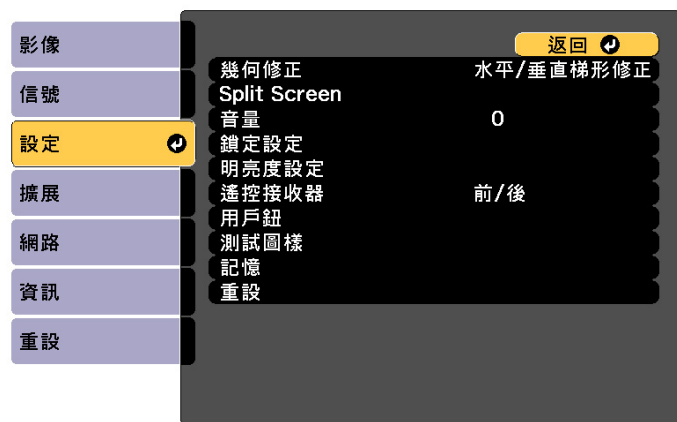 影像
信號
設定
擴展
網路
資訊
重設
返回
幾何修正 水平/垂直梯形修正
Split Screen
音量 0
鎖定設定
明亮度設定
遙控接收器 前/後
用戶鈕
測試圖樣
記憶
重設